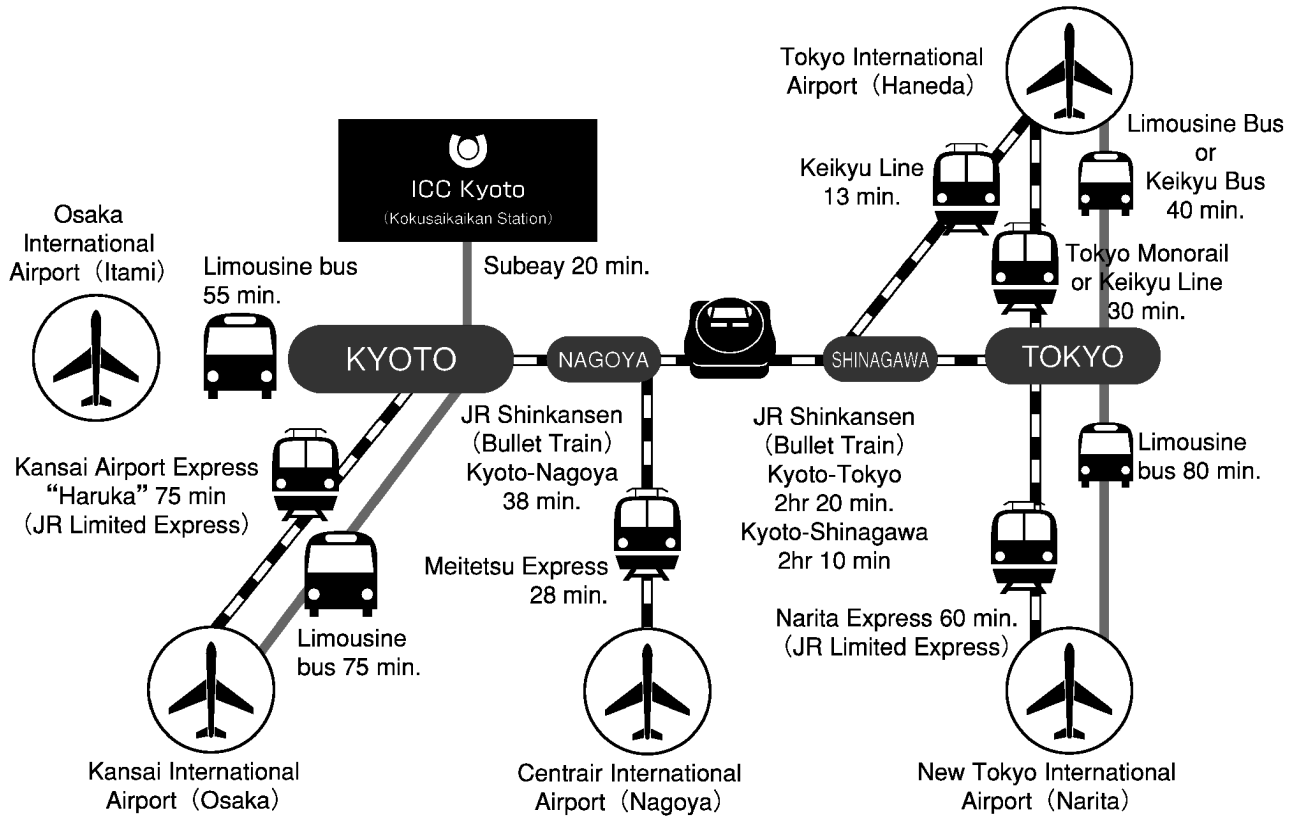 Tokyo International
Airport（Haneda）
Limousine Bus
or
Keikyu Bus
40 min.
Keikyu Line
13 min.
Tokyo Monorail
or Keikyu Line
30 min.
ICC Kyoto
(Kokusaikaikan Station)
Subeay 20 min.
Osaka
International
Airport（Itami）
Limousine bus
55 min.
KYOTO
NAGOYA
SHINAGAWA
TOKYO
JR Shinkansen
(Bullet Train)
Kyoto-Nagoya
38 min.
JR Shinkansen
(Bullet Train)
Kyoto-Tokyo
2hr 20 min.
Kyoto-Shinagawa
2hr 10 min
Limousine
bus 80 min.
Kansai Airport Express
“Haruka” 75 min
(JR Limited Express)
Meitetsu Express
28 min.
Narita Express 60 min.
(JR Limited Express)
Limousine
bus 75 min.
Kansai International
Airport（Osaka）
Centrair International
Airport（Nagoya）
New Tokyo International
Airport（Narita）